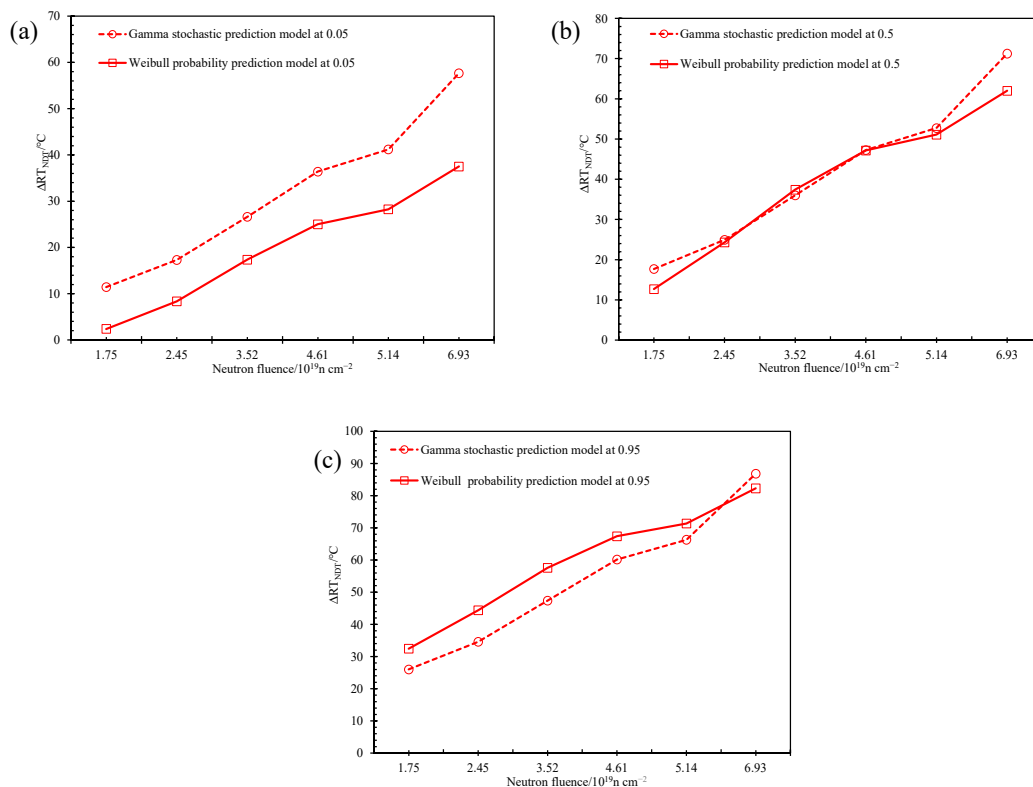 (a)
70
60
50
40
30
20
10
0
ΔRT_NDT/°C
Gamma stochastic prediction model at 0.05
Weibull probability prediction model at 0.05
1.75 2.45 3.52 4.61 5.14 6.93
Neutron fluence/10¹⁹n cm⁻²
(b)
80
70
60
50
40
30
20
10
0
ΔRT_NDT/°C
Gamma stochastic prediction model at 0.5
Weibull probability prediction model at 0.5
1.75 2.45 3.52 4.61 5.14 6.93
Neutron fluence/10¹⁹n cm⁻²
(c)
100
90
80
70
60
50
40
30
20
10
0
ΔRT_NDT/°C
Gamma stochastic prediction model at 0.95
Weibull probability prediction model at 0.95
1.75 2.45 3.52 4.61 5.14 6.93
Neutron fluence/10¹⁹n cm⁻²